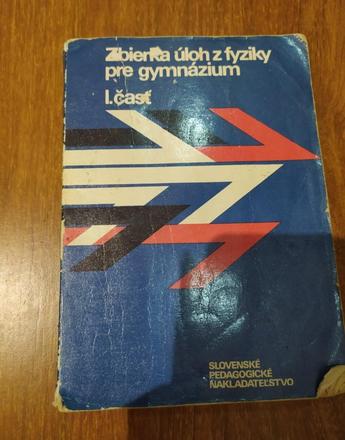 Zbierka úloh z fyziky
pre gymnázium
I. časť
SLOVENSKÉ
PEDAGOGICKÉ
NAKLADATEĽSTVO